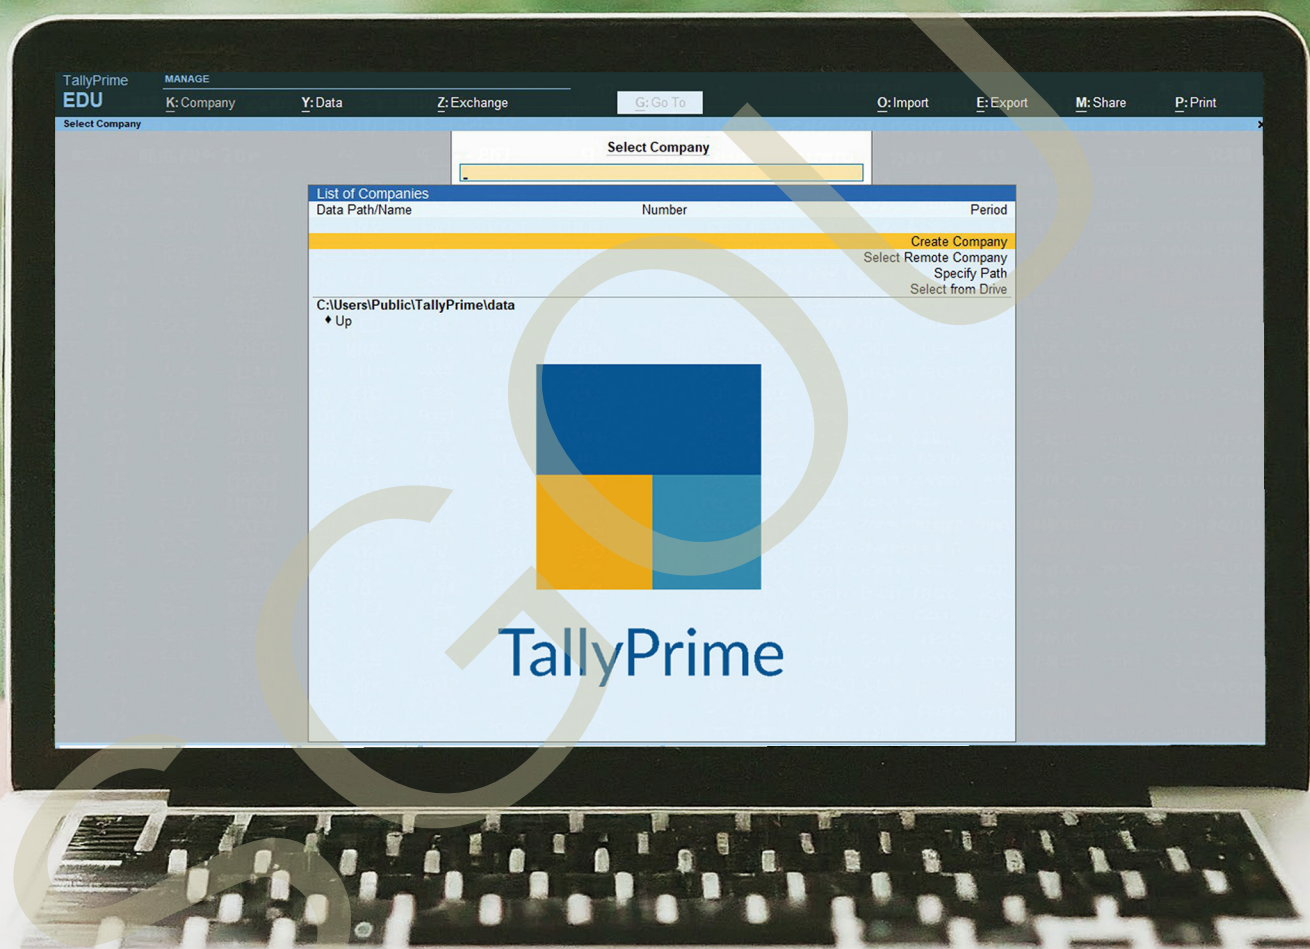 TallyPrime
EDU
MANAGE
K: Company
Y: Data
Z: Exchange
G: Go To
O: Import
E: Export
M: Share
P: Print
Select Company
x
Select Company
List of Companies
Data Path/Name Number Period
Create Company
Select Remote Company
Specify Path
Select from Drive
C:\Users\Public\TallyPrime\data
♦ Up
TallyPrime
SGOU